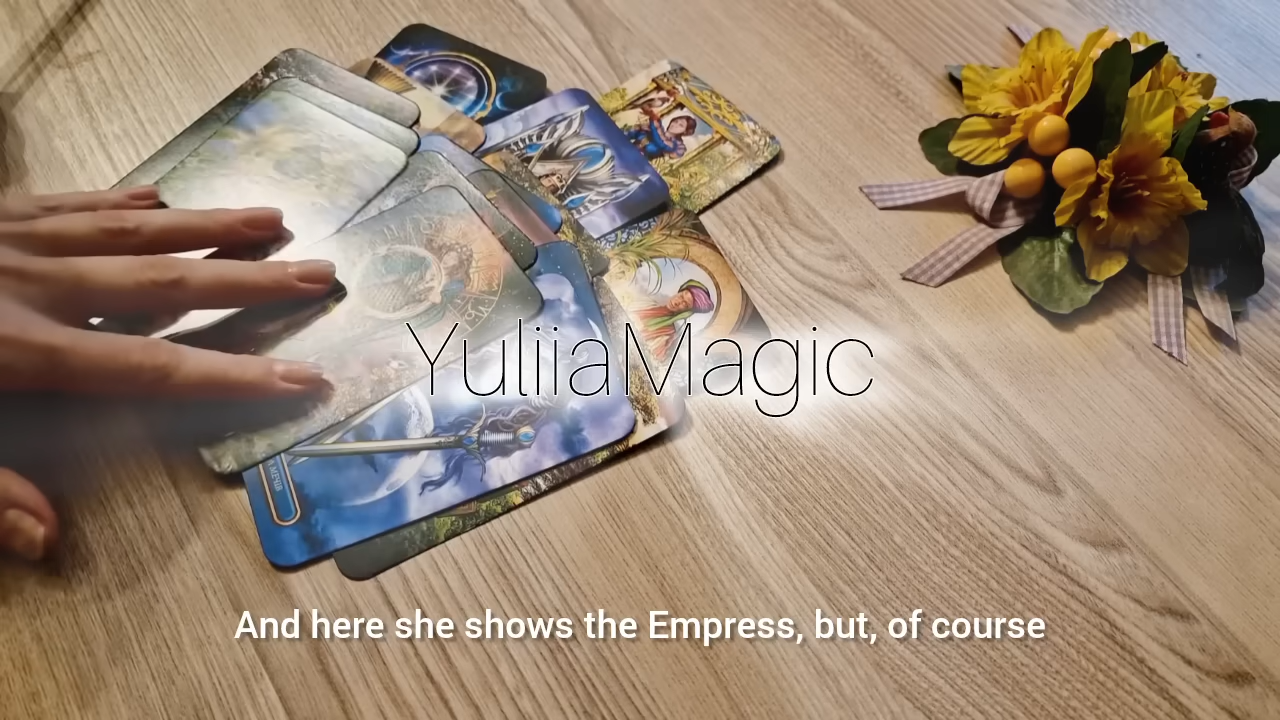 YuliiaMagic
And here she shows the Empress, but, of course